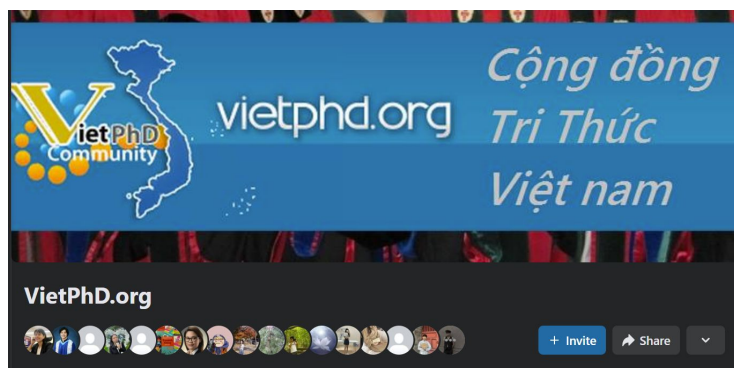 VietPhD
Community
vietphd.org
Cộng đồng
Tri Thức
Việt nam
VietPhD.org
+ Invite
Share